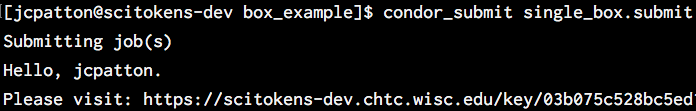 [jcpatton@scitokens-dev box_example]$ condor_submit single_box.submit
Submitting job(s)
Hello, jcpatton.
Please visit: https://scitokens-dev.chtc.wisc.edu/key/03b075c528bc5ed